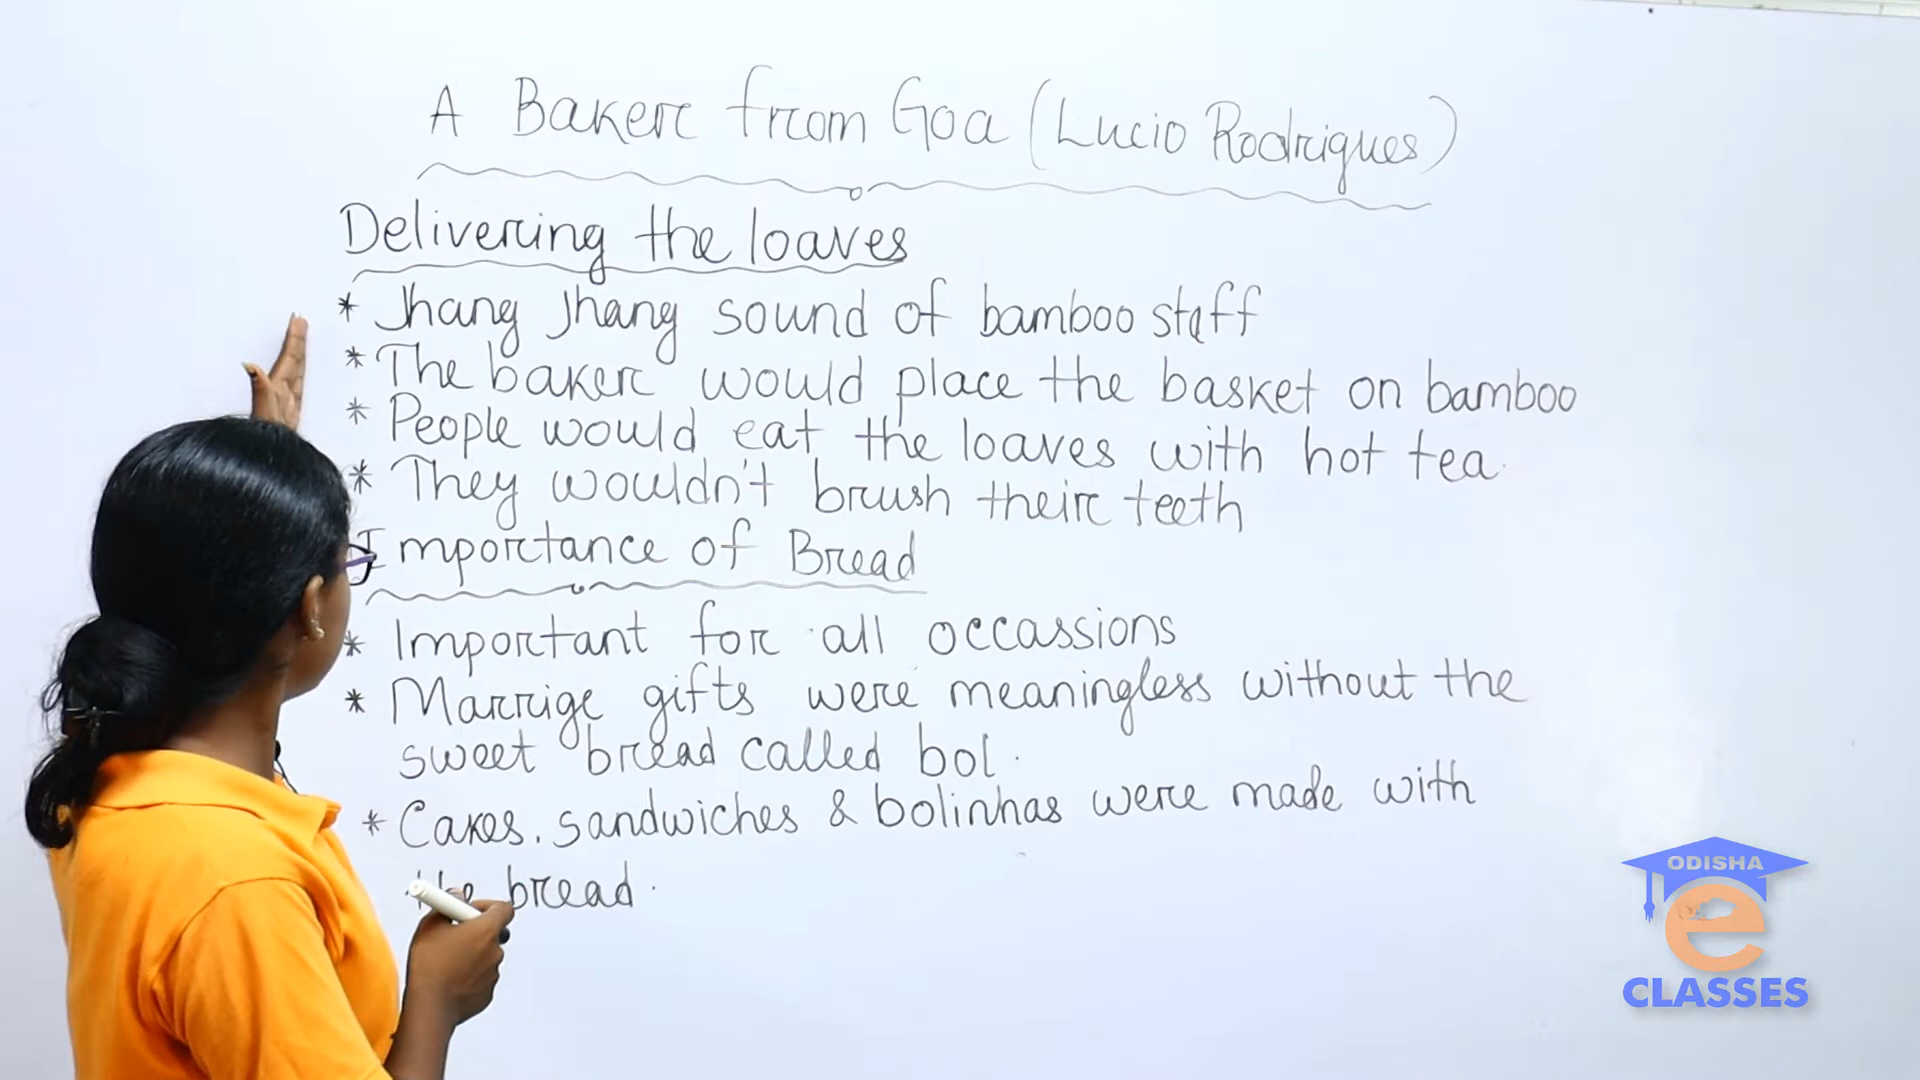 A Baker from Goa (Lucio Rodrigues)
Delivering the loaves
* Jhang Jhang sound of bamboo staff
* The baker would place the basket on bamboo
* People would eat the loaves with hot tea.
* They wouldn't brush their teeth
Importance of Bread
* Important for all occassions
* Marrige gifts were meaningless without the
sweet bread called bol.
* Cakes, sandwiches & bolinhas were made with
the bread.
ODISHA
e
CLASSES